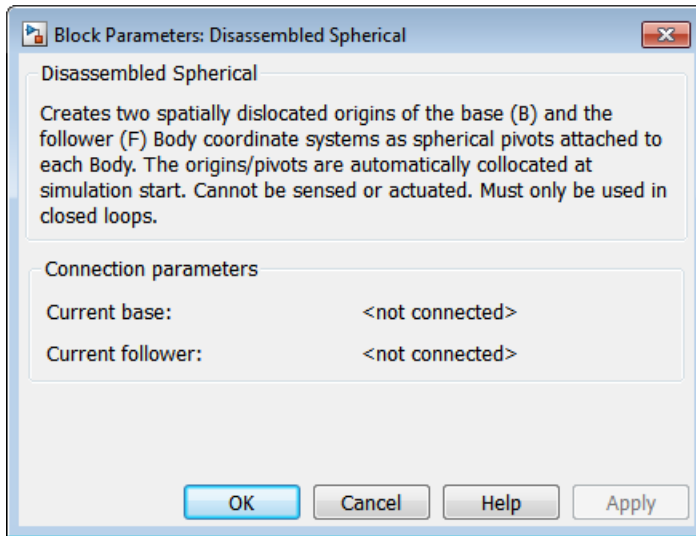 Block Parameters: Disassembled Spherical
Disassembled Spherical
Creates two spatially dislocated origins of the base (B) and the
follower (F) Body coordinate systems as spherical pivots attached to
each Body. The origins/pivots are automatically collocated at
simulation start. Cannot be sensed or actuated. Must only be used in
closed loops.
Connection parameters
Current base: <not connected>
Current follower: <not connected>
OK Cancel Help Apply